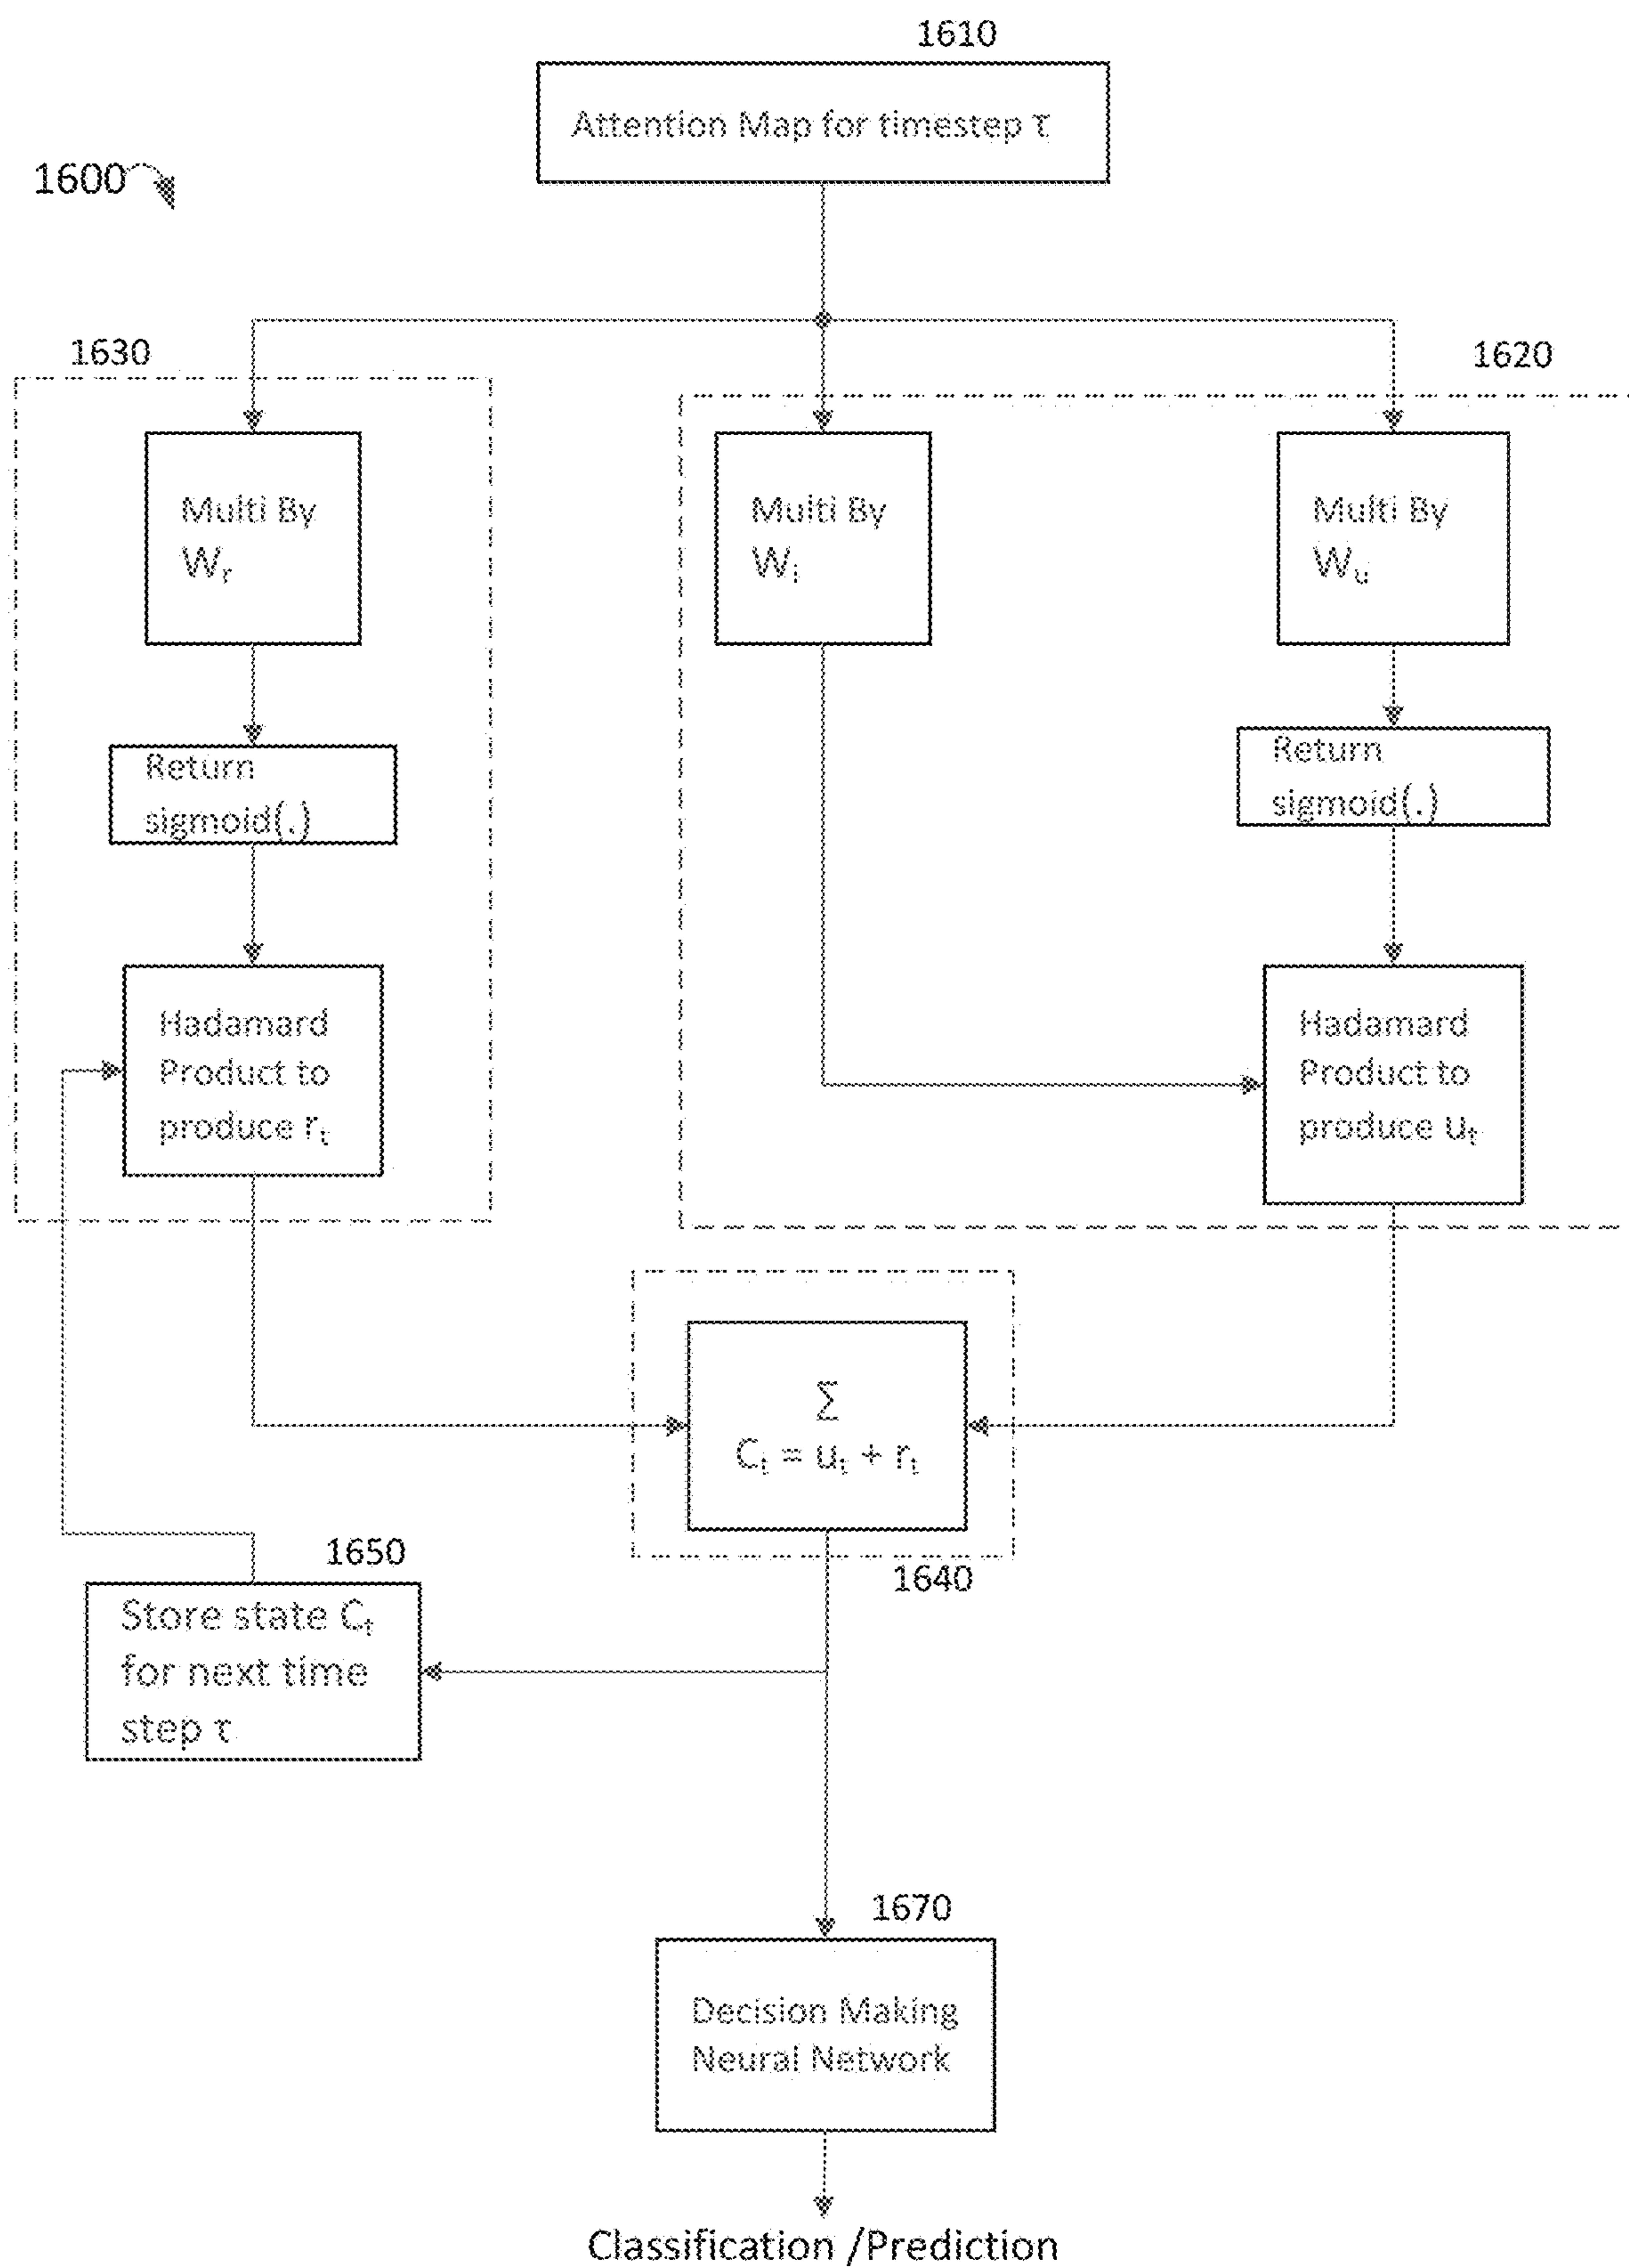 1610
Attention Map for timestep τ
1600
1630
1620
Multi By
Wr
Multi By
Wi
Multi By
Wu
Return
sigmoid(.)
Return
sigmoid(.)
Hadamard
Product to
produce rt
Hadamard
Product to
produce ut
Σ
Ct = ut + rt
1650
1640
Store state Ct
for next time
step τ
1670
Decision Making
Neural Network
Classification /Prediction